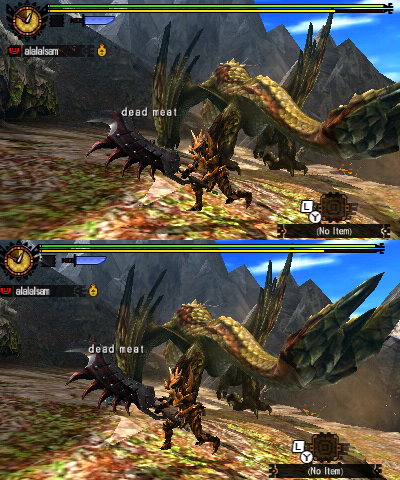 alalalsam
dead meat
L
Y
(No Item)
alalalsam
dead meat
L
Y
(No Item)